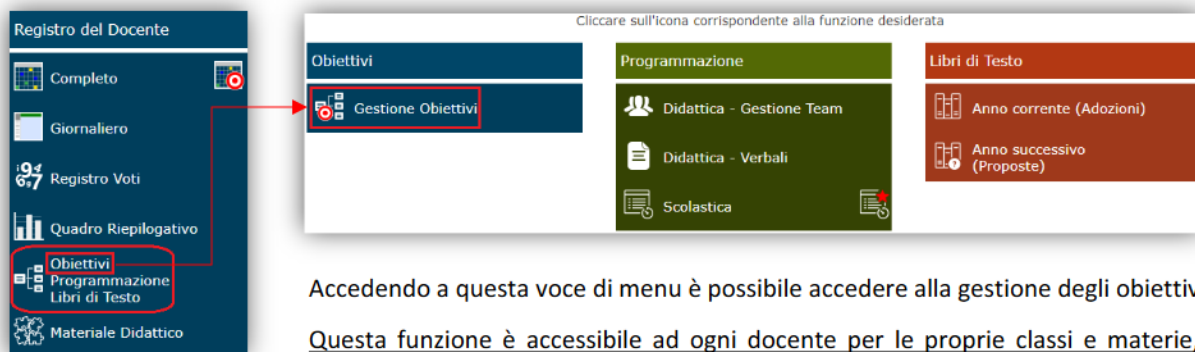 Registro del Docente
Completo
Giornaliero
Registro Voti
Quadro Riepilogativo
Obiettivi
Programmazione
Libri di Testo
Materiale Didattico
Cliccare sull'icona corrispondente alla funzione desiderata
Obiettivi
Gestione Obiettivi
Programmazione
Didattica - Gestione Team
Didattica - Verbali
Scolastica
Libri di Testo
Anno corrente (Adozioni)
Anno successivo
(Proposte)
Accedendo a questa voce di menu è possibile accedere alla gestione degli obiettiv
Questa funzione è accessibile ad ogni docente per le proprie classi e materie,